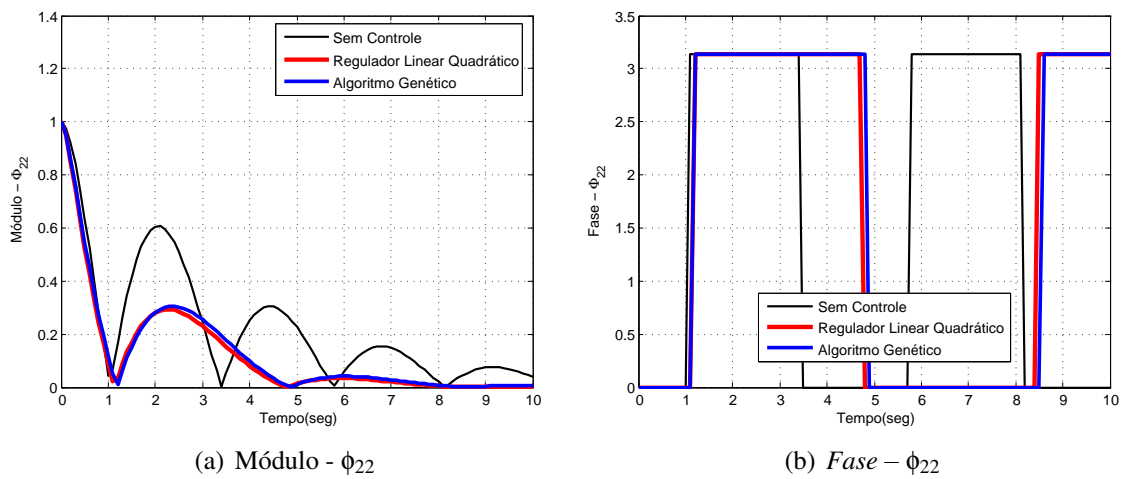 1.4
1.2
1
0.8
0.6
0.4
0.2
0
0 1 2 3 4 5 6 7 8 9 10
Módulo − Φ22
Tempo(seg)
Sem Controle
Regulador Linear Quadrático
Algoritmo Genético
(a) Módulo - ϕ22
3.5
3
2.5
2
1.5
1
0.5
0
0 1 2 3 4 5 6 7 8 9 10
Fase − Φ22
Tempo(seg)
Sem Controle
Regulador Linear Quadrático
Algoritmo Genético
(b) Fase – ϕ22